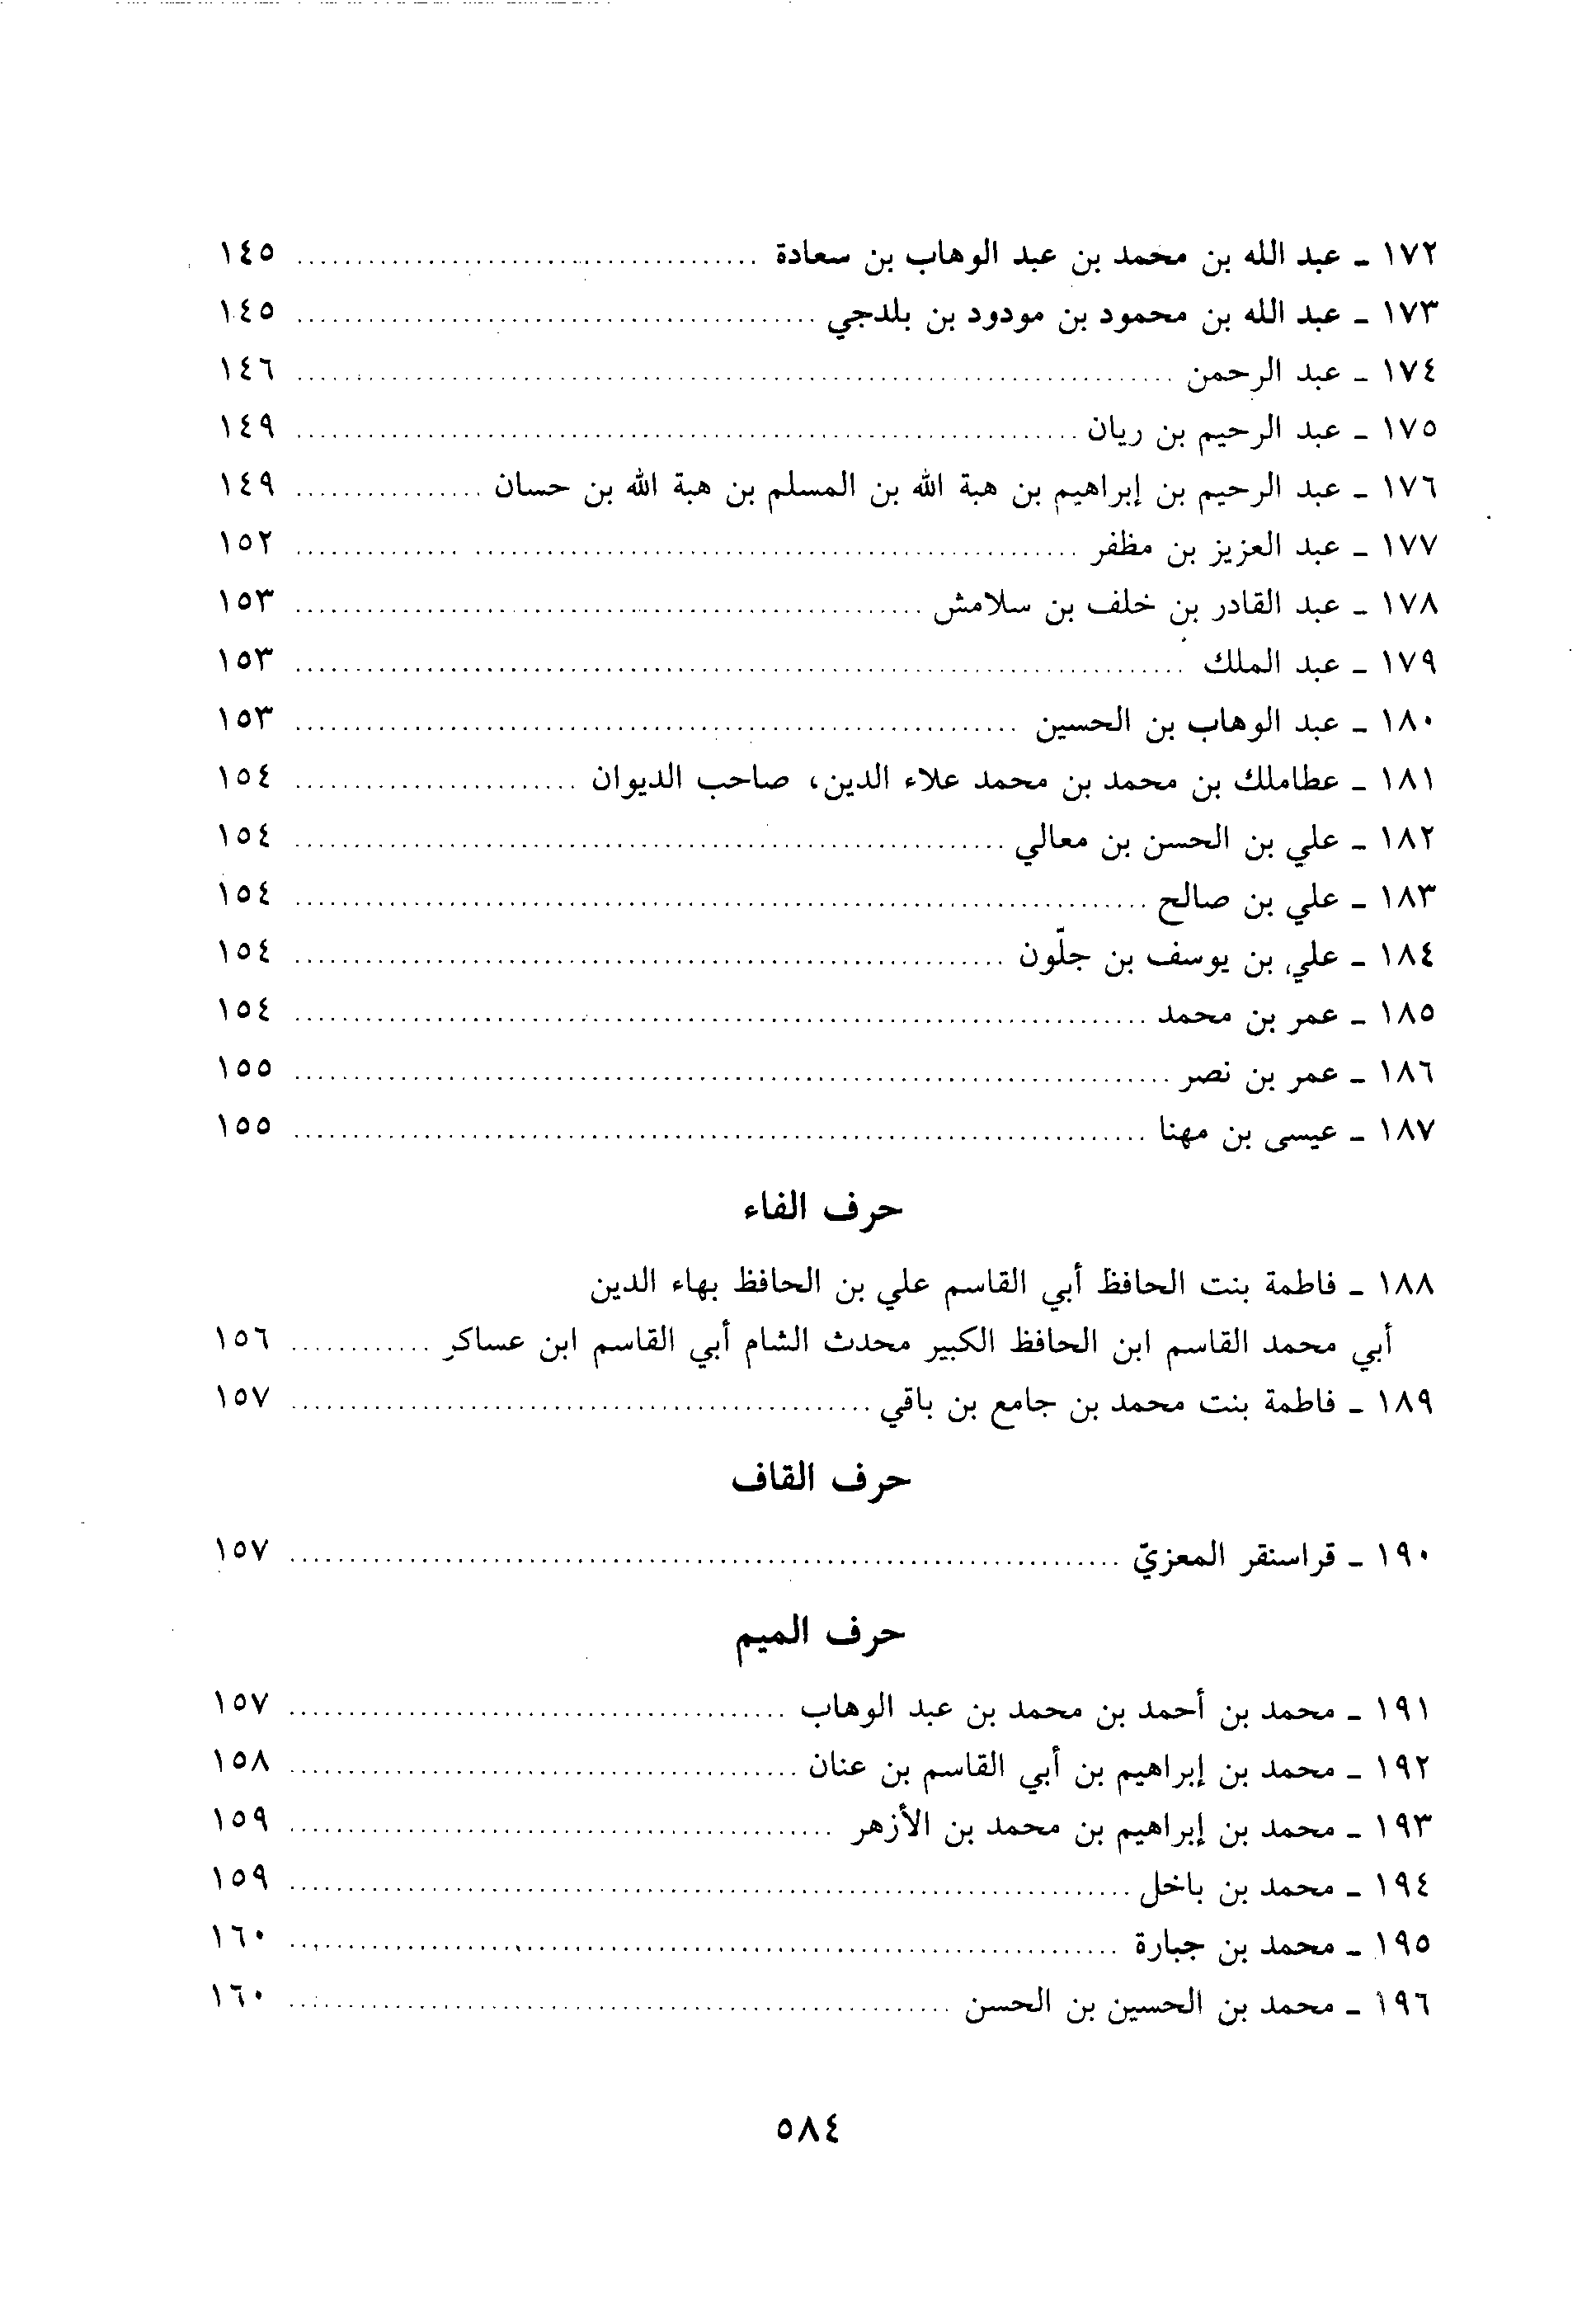 ١٧٢ - عبد الله بن محمد بن عبد الوهاب بن سعادة ........ ١٤٥
١٧٣ - عبد الله بن محمود بن مودود بن بلدجي ........ ١٤٥
١٧٤ - عبد الرحمن ........ ١٤٦
١٧٥ - عبد الرحيم بن ريان ........ ١٤٩
١٧٦ - عبد الرحيم بن إبراهيم بن هبة الله بن المسلم بن هبة الله بن حسان ........ ١٤٩
١٧٧ - عبد العزيز بن مظفر ........ ١٥٢
١٧٨ - عبد القادر بن خلف بن سلامش ........ ١٥٣
١٧٩ - عبد الملك ........ ١٥٣
١٨٠ - عبد الوهاب بن الحسين ........ ١٥٣
١٨١ - عطاملك بن محمد بن محمد علاء الدين، صاحب الديوان ........ ١٥٤
١٨٢ - علي بن الحسن بن معالي ........ ١٥٤
١٨٣ - علي بن صالح ........ ١٥٤
١٨٤ - علي بن يوسف بن جلّون ........ ١٥٤
١٨٥ - عمر بن محمد ........ ١٥٤
١٨٦ - عمر بن نصر ........ ١٥٥
١٨٧ - عيسى بن مهنا ........ ١٥٥
حرف الفاء
١٨٨ - فاطمة بنت الحافظ أبي القاسم علي بن الحافظ بهاء الدين
أبي محمد القاسم ابن الحافظ الكبير محدث الشام أبي القاسم ابن عساكر ........ ١٥٦
١٨٩ - فاطمة بنت محمد بن جامع بن باقي ........ ١٥٧
حرف القاف
١٩٠ - قراسنقر المعزيّ ........ ١٥٧
حرف الميم
١٩١ - محمد بن أحمد بن محمد بن عبد الوهاب ........ ١٥٧
١٩٢ - محمد بن إبراهيم بن أبي القاسم بن عنان ........ ١٥٨
١٩٣ - محمد بن إبراهيم بن محمد بن الأزهر ........ ١٥٩
١٩٤ - محمد بن باخل ........ ١٥٩
١٩٥ - محمد بن جبارة ........ ١٦٠
١٩٦ - محمد بن الحسين بن الحسن ........ ١٦٠
٥٨٤